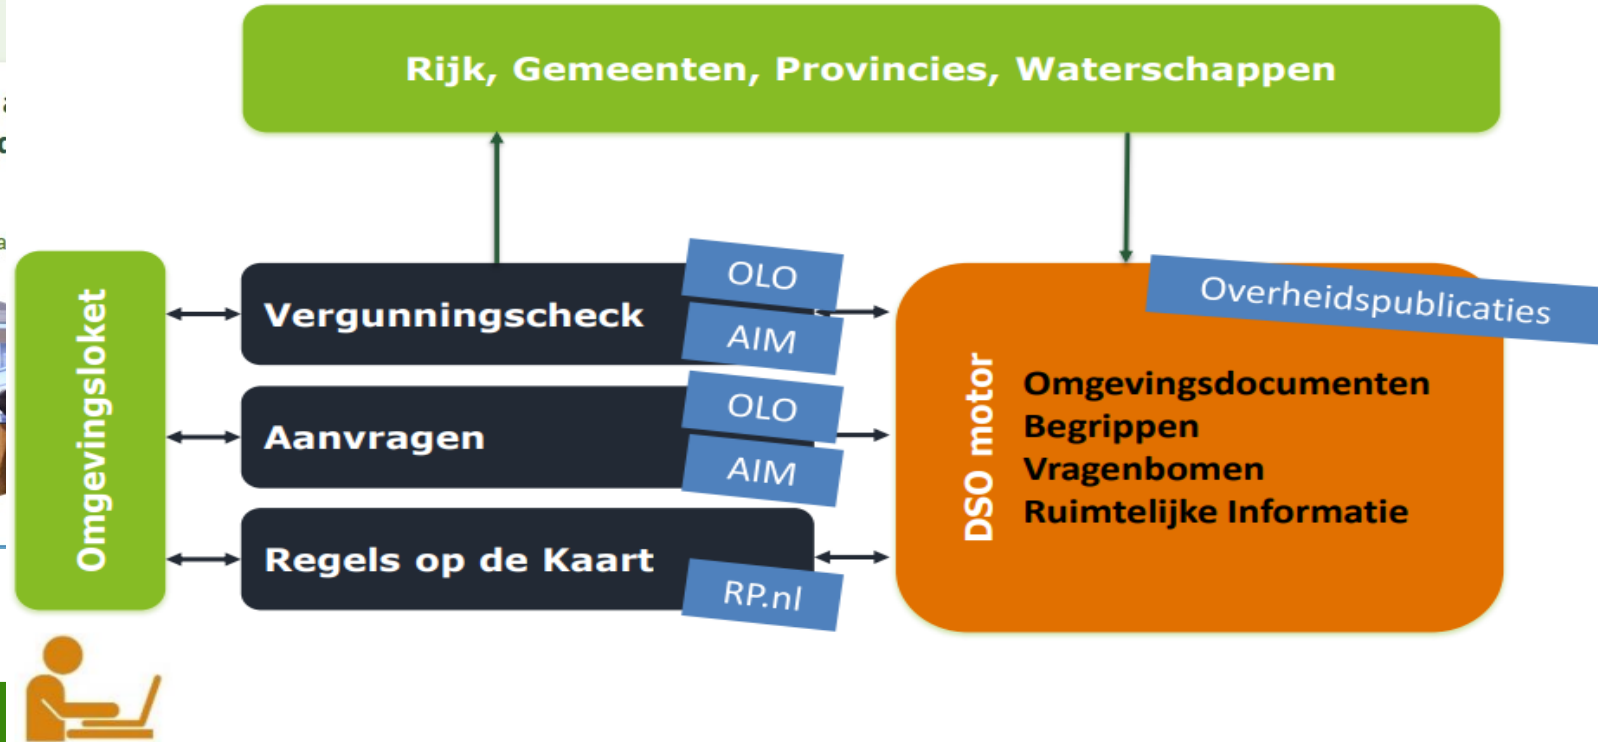 Rijk, Gemeenten, Provincies, Waterschappen
Omgevingsloket
Vergunningscheck
OLO
AIM
Aanvragen
OLO
AIM
Regels op de Kaart
RP.nl
DSO motor
Overheidspublicaties
Omgevingsdocumenten
Begrippen
Vragenbomen
Ruimtelijke Informatie